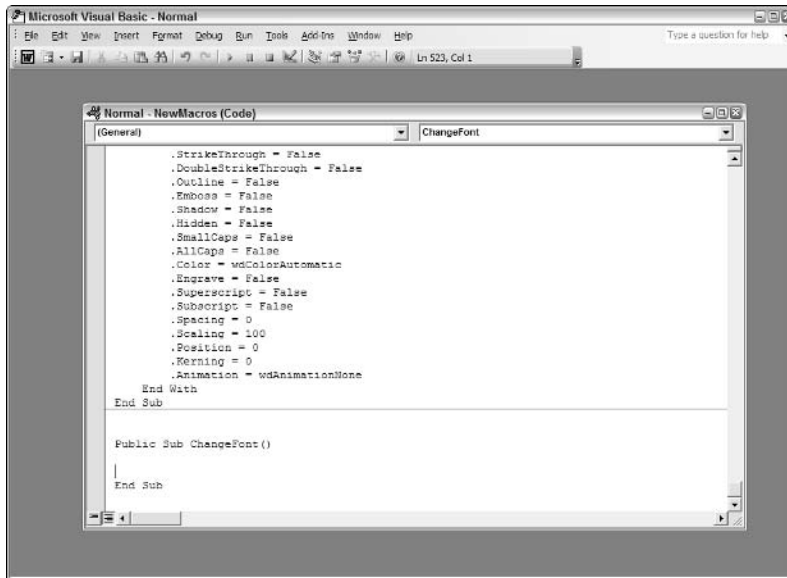 Microsoft Visual Basic - Normal
File Edit View Insert Format Debug Run Tools Add-Ins Window Help
Type a question for help
Ln 523, Col 1
Normal - NewMacros (Code)
(General)
ChangeFont
.StrikeThrough = False
.DoubleStrikeThrough = False
.Outline = False
.Emboss = False
.Shadow = False
.Hidden = False
.SmallCaps = False
.AllCaps = False
.Color = wdColorAutomatic
.Engrave = False
.Superscript = False
.Subscript = False
.Spacing = 0
.Scaling = 100
.Position = 0
.Kerning = 0
.Animation = wdAnimationNone
End With
End Sub
Public Sub ChangeFont()
End Sub